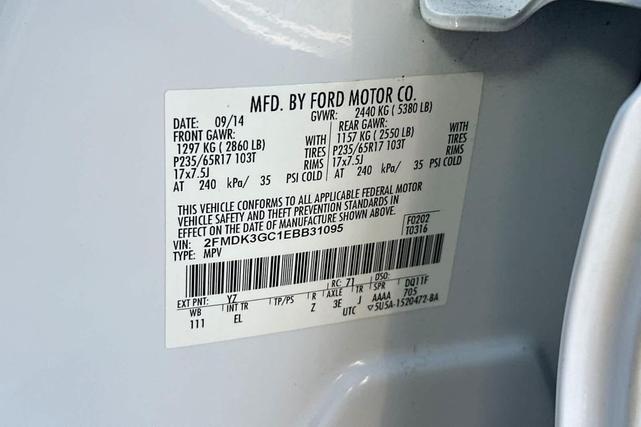 MFD. BY FORD MOTOR CO.
DATE: 09/14 GVWR: 2440 KG ( 5380 LB)
FRONT GAWR: REAR GAWR:
1297 KG ( 2860 LB) WITH 1157 KG ( 2550 LB) WITH
P235/65R17 103T TIRES P235/65R17 103T TIRES
17x7.5J RIMS 17x7.5J RIMS
AT 240 kPa/ 35 PSI COLD AT 240 kPa/ 35 PSI COLD
THIS VEHICLE CONFORMS TO ALL APPLICABLE FEDERAL MOTOR
VEHICLE SAFETY AND THEFT PREVENTION STANDARDS IN
EFFECT ON THE DATE OF MANUFACTURE SHOWN ABOVE.
VIN: 2FMDK3GC1EBB31095 F0202
TYPE: MPV T0316
EXT PNT: Y7 RC: 71 DSO:
WB INT TR TP/PS R AXLE TR SPR DQ11F
111 EL Z 3E J AAAA 705
UTC ▽5U5A-1520472-BA